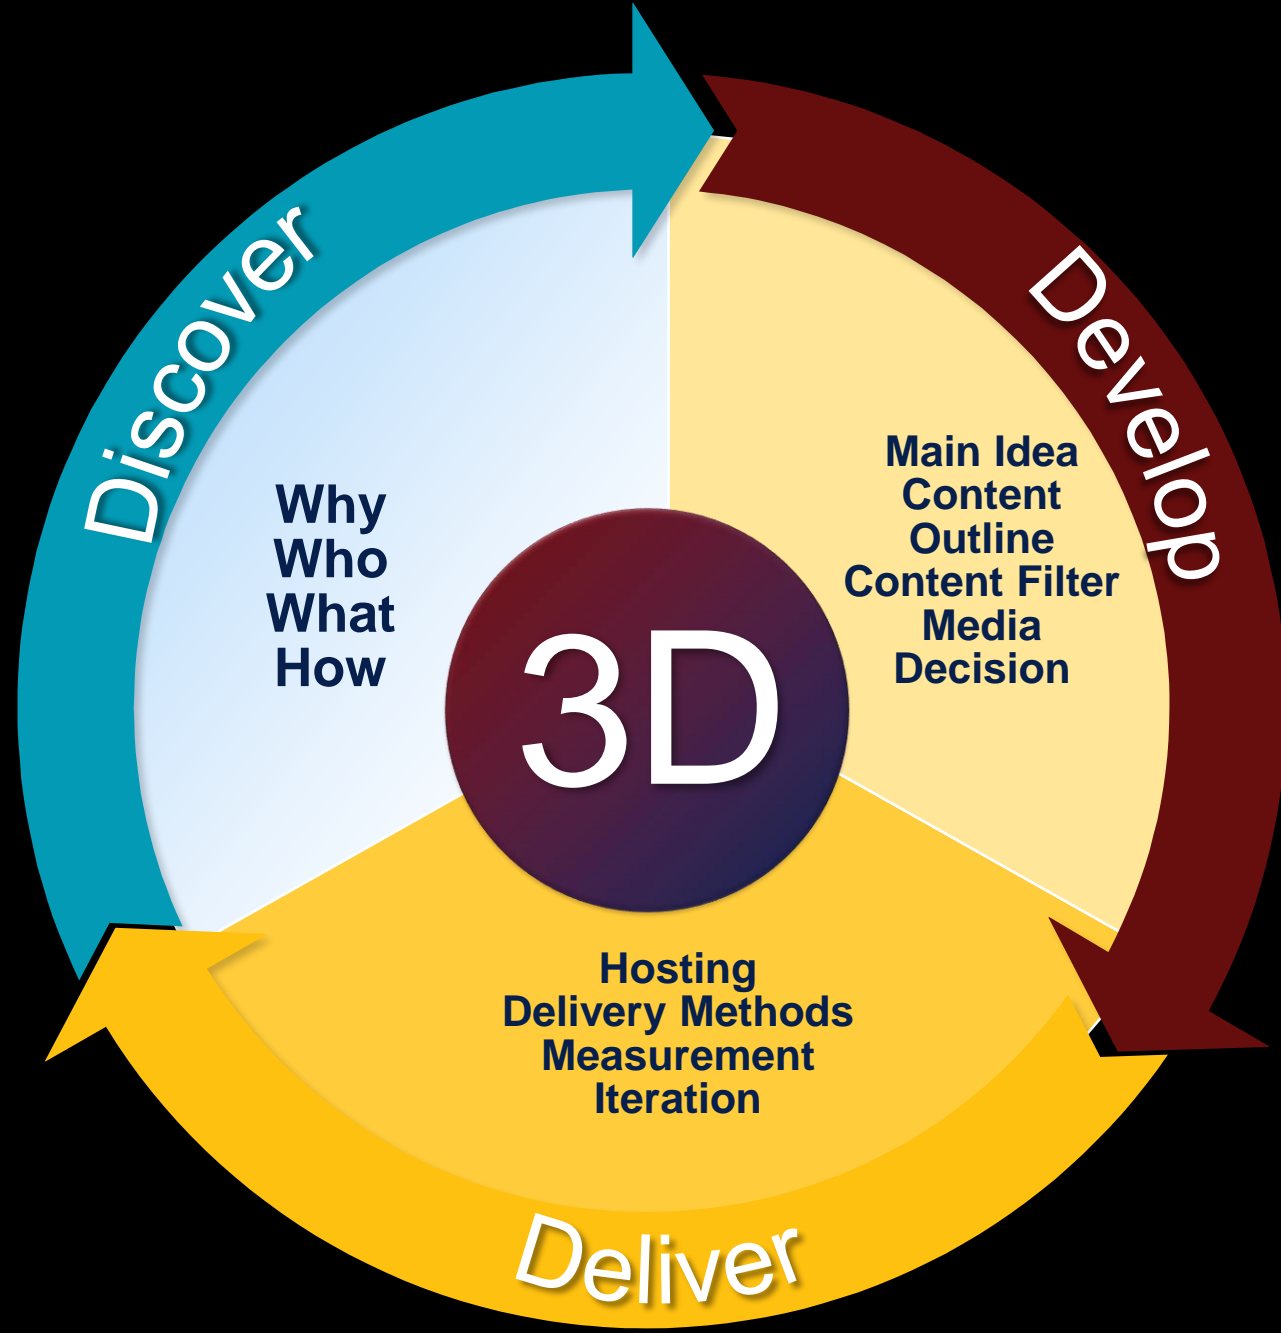 Discover
Why
Who
What
How
Develop
Main Idea
Content
Outline
Content Filter
Media
Decision
3D
Hosting
Delivery Methods
Measurement
Iteration
Deliver